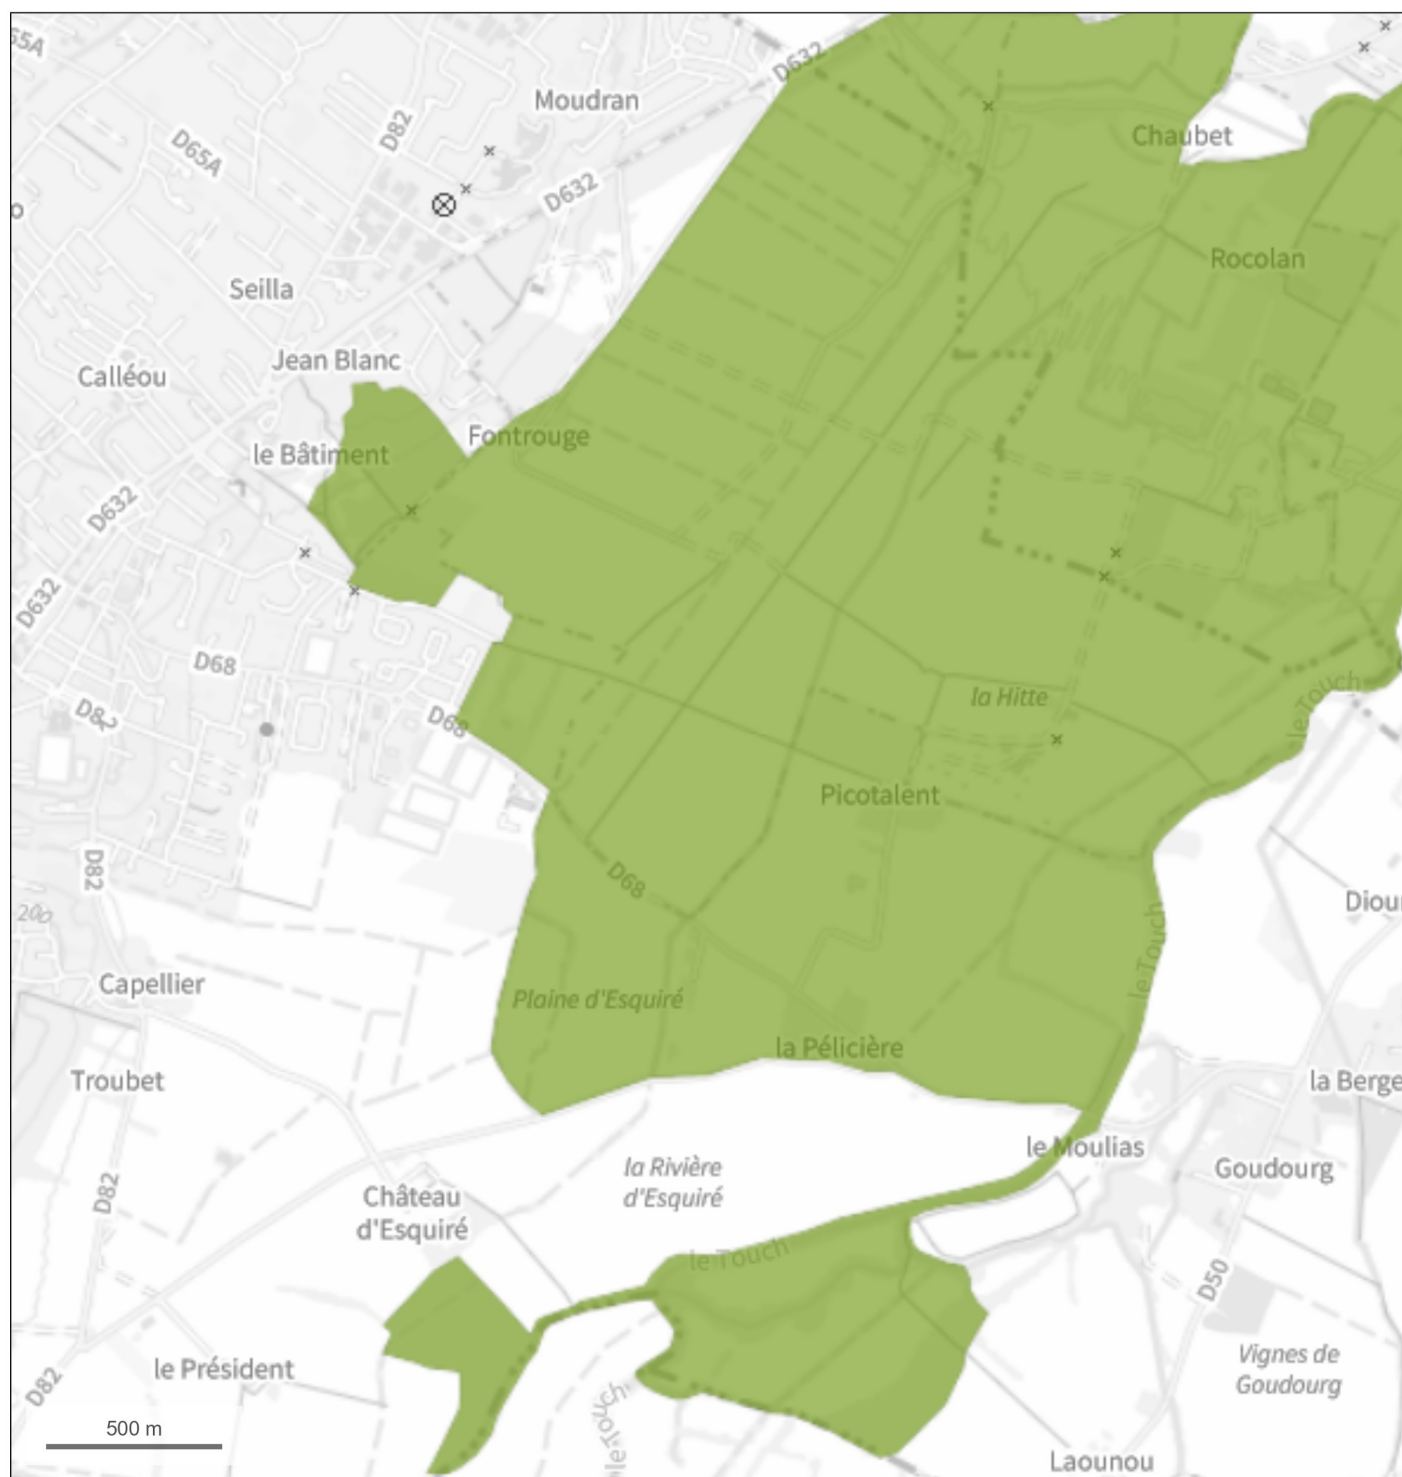 65A
D632
Moudran
D82
Chaubet
D65A
D632
o
Rocolan
Seilla
Jean Blanc
Calléou
Fontrouge
le Bâtiment
D632
D632
D68
la Hitte
le Touch
D82
D68
Picotalent
D82
D68
Diour
200
le Touch
Capellier
Plaine d'Esquiré
la Pélicière
Troubet
la Berge
le Moulias
la Rivière
d'Esquiré
Goudourg
D82
Château
d'Esquiré
le Touch
D50
le Président
Vignes de
Goudourg
D82
le Touch
500 m
Laounou